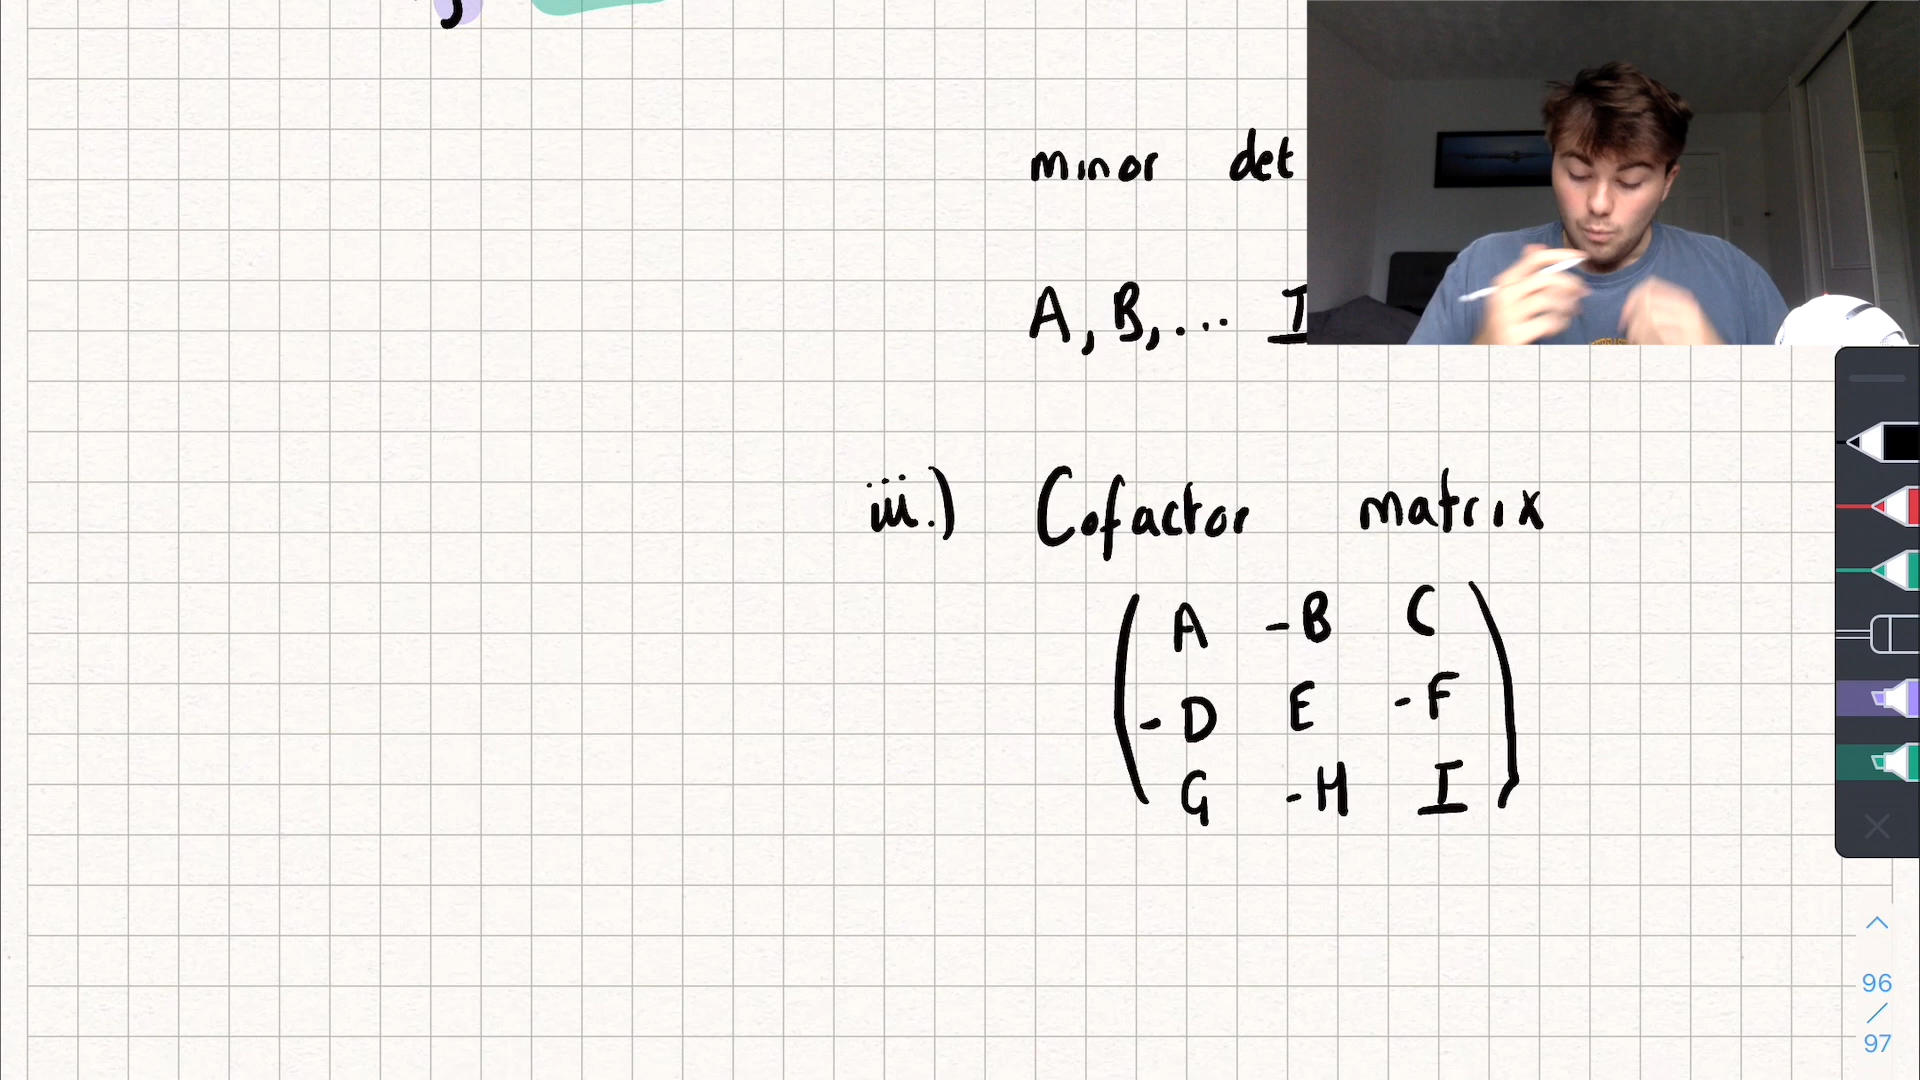 minor det
A, B, ... I
iii.) Cofactor matrix
A -B C
-D E -F
G -H I
96
/
97